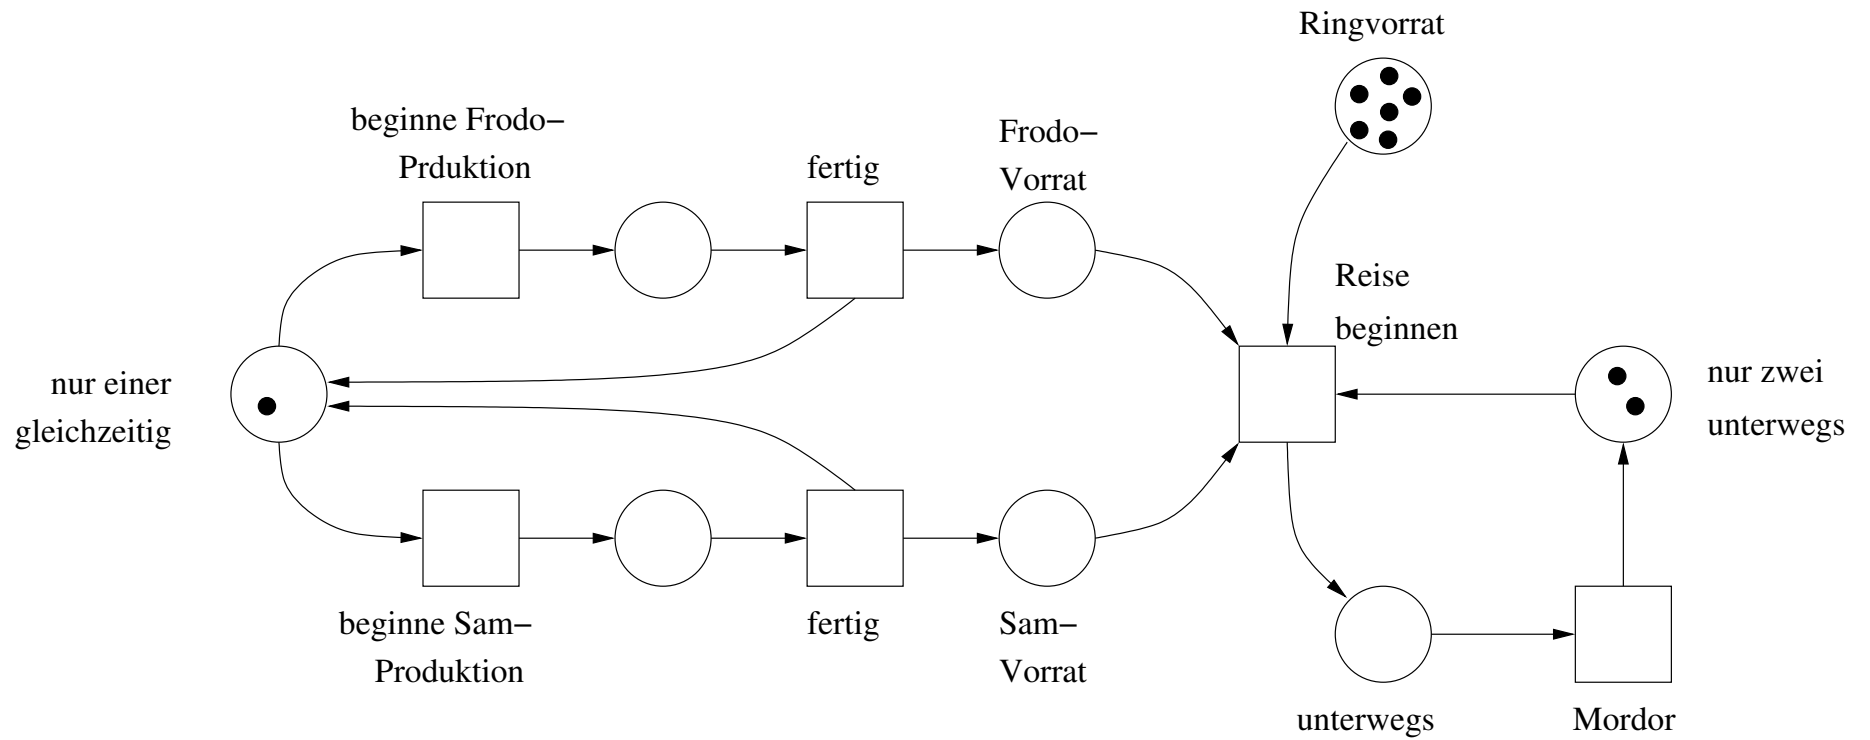 Ringvorrat
beginne Frodo–
Prduktion
fertig
Frodo–
Vorrat
Reise
beginnen
nur einer
gleichzeitig
nur zwei
unterwegs
beginne Sam–
Produktion
fertig
Sam–
Vorrat
unterwegs
Mordor